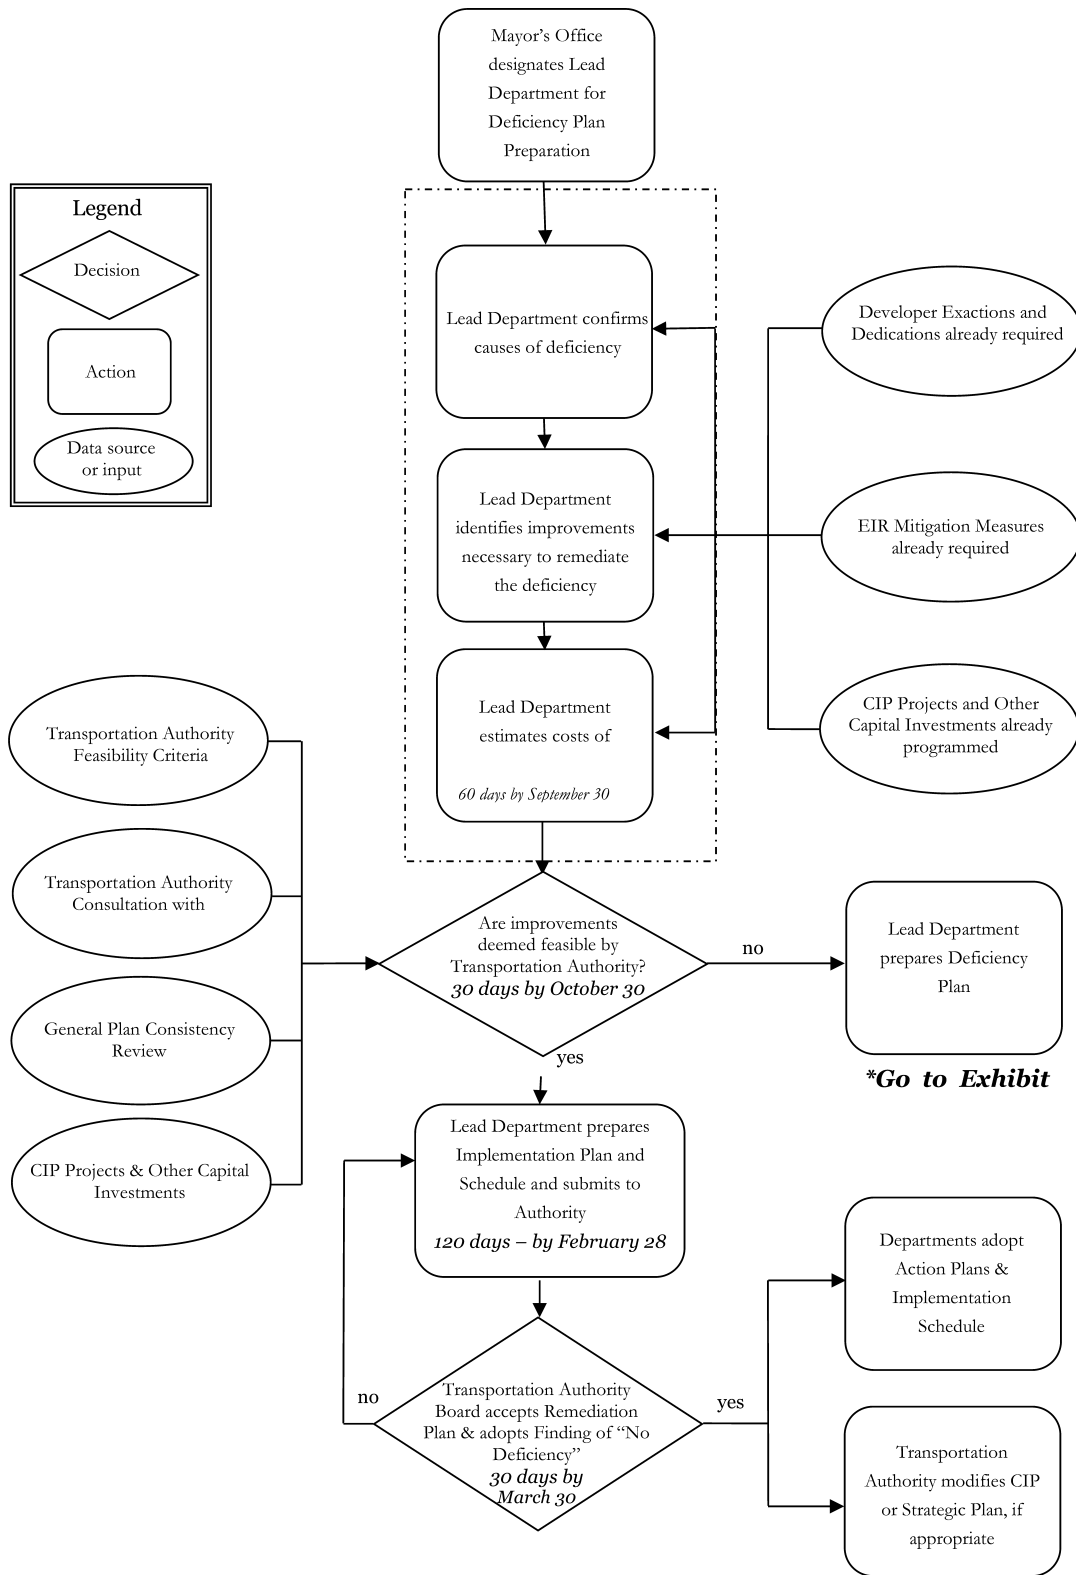 Mayor's Office
designates Lead
Department for
Deficiency Plan
Preparation
Legend
Decision
Action
Data source
or input
Lead Department confirms
causes of deficiency
Developer Exactions and
Dedications already required
Lead Department
identifies improvements
necessary to remediate
the deficiency
EIR Mitigation Measures
already required
Lead Department
estimates costs of
60 days by September 30
CIP Projects and Other
Capital Investments already
programmed
Transportation Authority
Feasibility Criteria
Transportation Authority
Consultation with
General Plan Consistency
Review
CIP Projects & Other Capital
Investments
Are improvements
deemed feasible by
Transportation Authority?
30 days by October 30
no
Lead Department
prepares Deficiency
Plan
*Go to Exhibit
yes
Lead Department prepares
Implementation Plan and
Schedule and submits to
Authority
120 days – by February 28
no
Transportation Authority
Board accepts Remediation
Plan & adopts Finding of “No
Deficiency”
30 days by
March 30
yes
Departments adopt
Action Plans &
Implementation
Schedule
Transportation
Authority modifies CIP
or Strategic Plan, if
appropriate